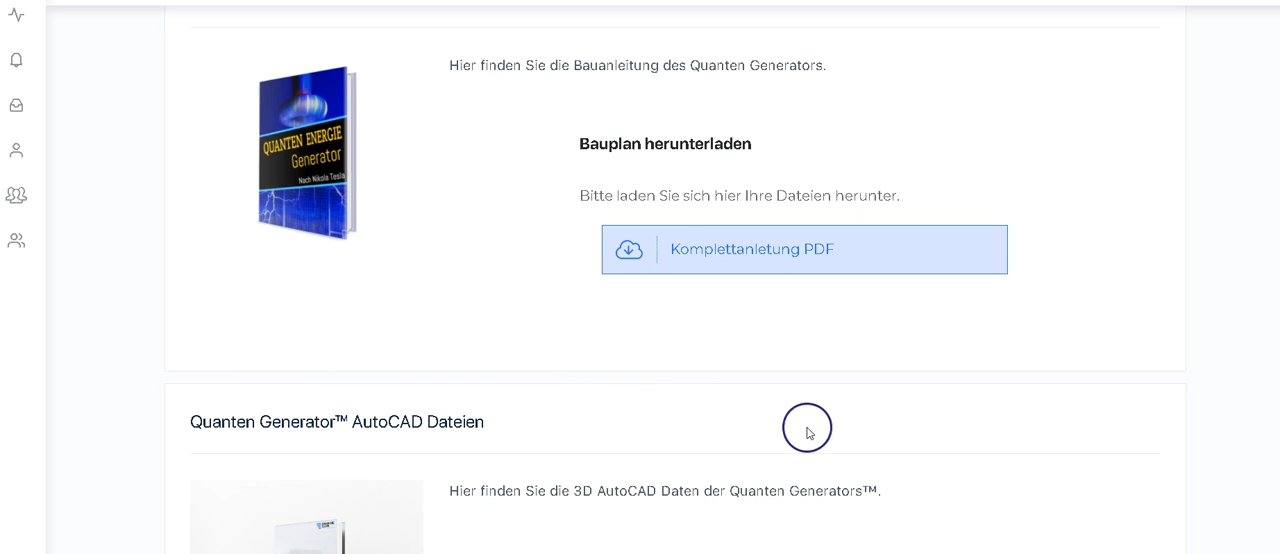 Hier finden Sie die Bauanleitung des Quanten Generators.
QUANTEN ENERGIE
Generator
Nach Nikola Tesla
Bauplan herunterladen
Bitte laden Sie sich hier Ihre Dateien herunter.
Komplettanletung PDF
Quanten Generator™ AutoCAD Dateien
Hier finden Sie die 3D AutoCAD Daten der Quanten Generators™.